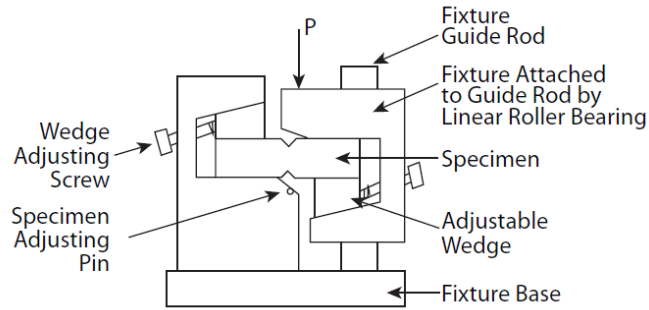 P
Fixture
Guide Rod
Fixture Attached
to Guide Rod by
Linear Roller Bearing
Wedge
Adjusting
Screw
Specimen
Specimen
Adjusting
Pin
Adjustable
Wedge
Fixture Base